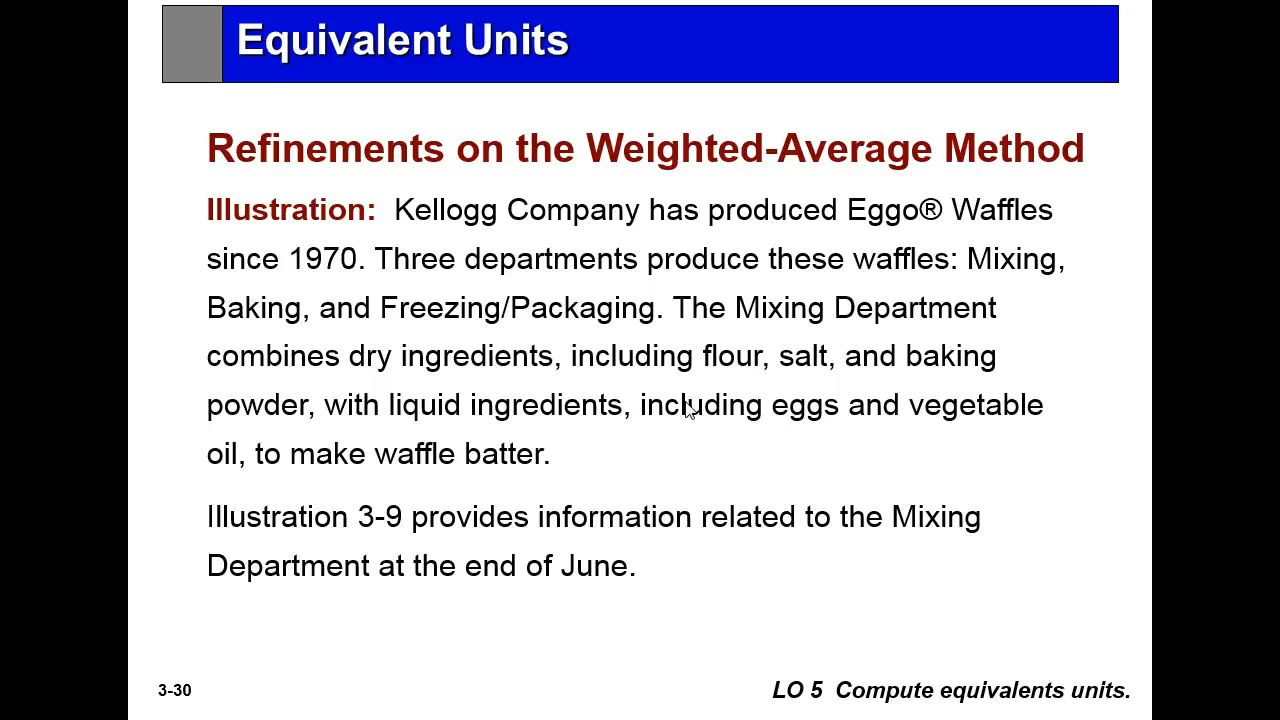 Equivalent Units
Refinements on the Weighted-Average Method
Illustration: Kellogg Company has produced Eggo® Waffles
since 1970. Three departments produce these waffles: Mixing,
Baking, and Freezing/Packaging. The Mixing Department
combines dry ingredients, including flour, salt, and baking
powder, with liquid ingredients, including eggs and vegetable
oil, to make waffle batter.
Illustration 3-9 provides information related to the Mixing
Department at the end of June.
3-30
LO 5 Compute equivalents units.